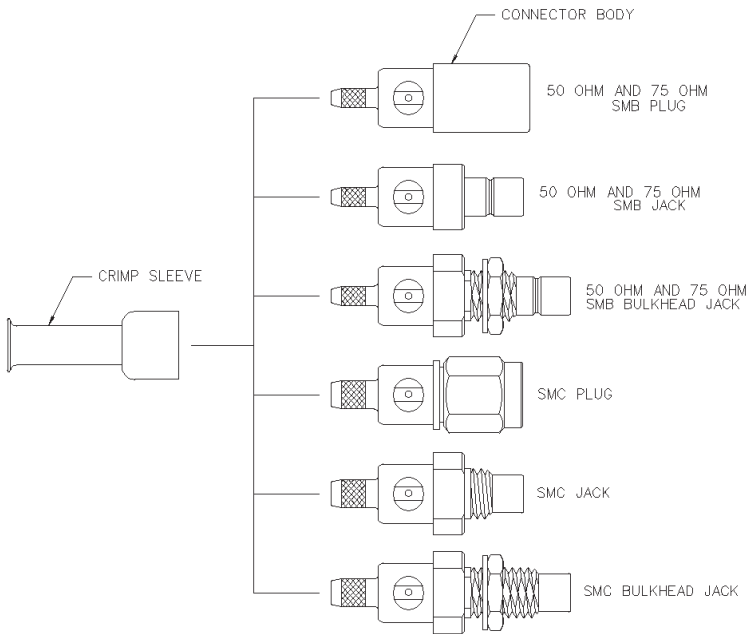 CONNECTOR BODY
50 OHM AND 75 OHM
SMB PLUG
50 OHM AND 75 OHM
SMB JACK
CRIMP SLEEVE
50 OHM AND 75 OHM
SMB BULKHEAD JACK
SMC PLUG
SMC JACK
SMC BULKHEAD JACK